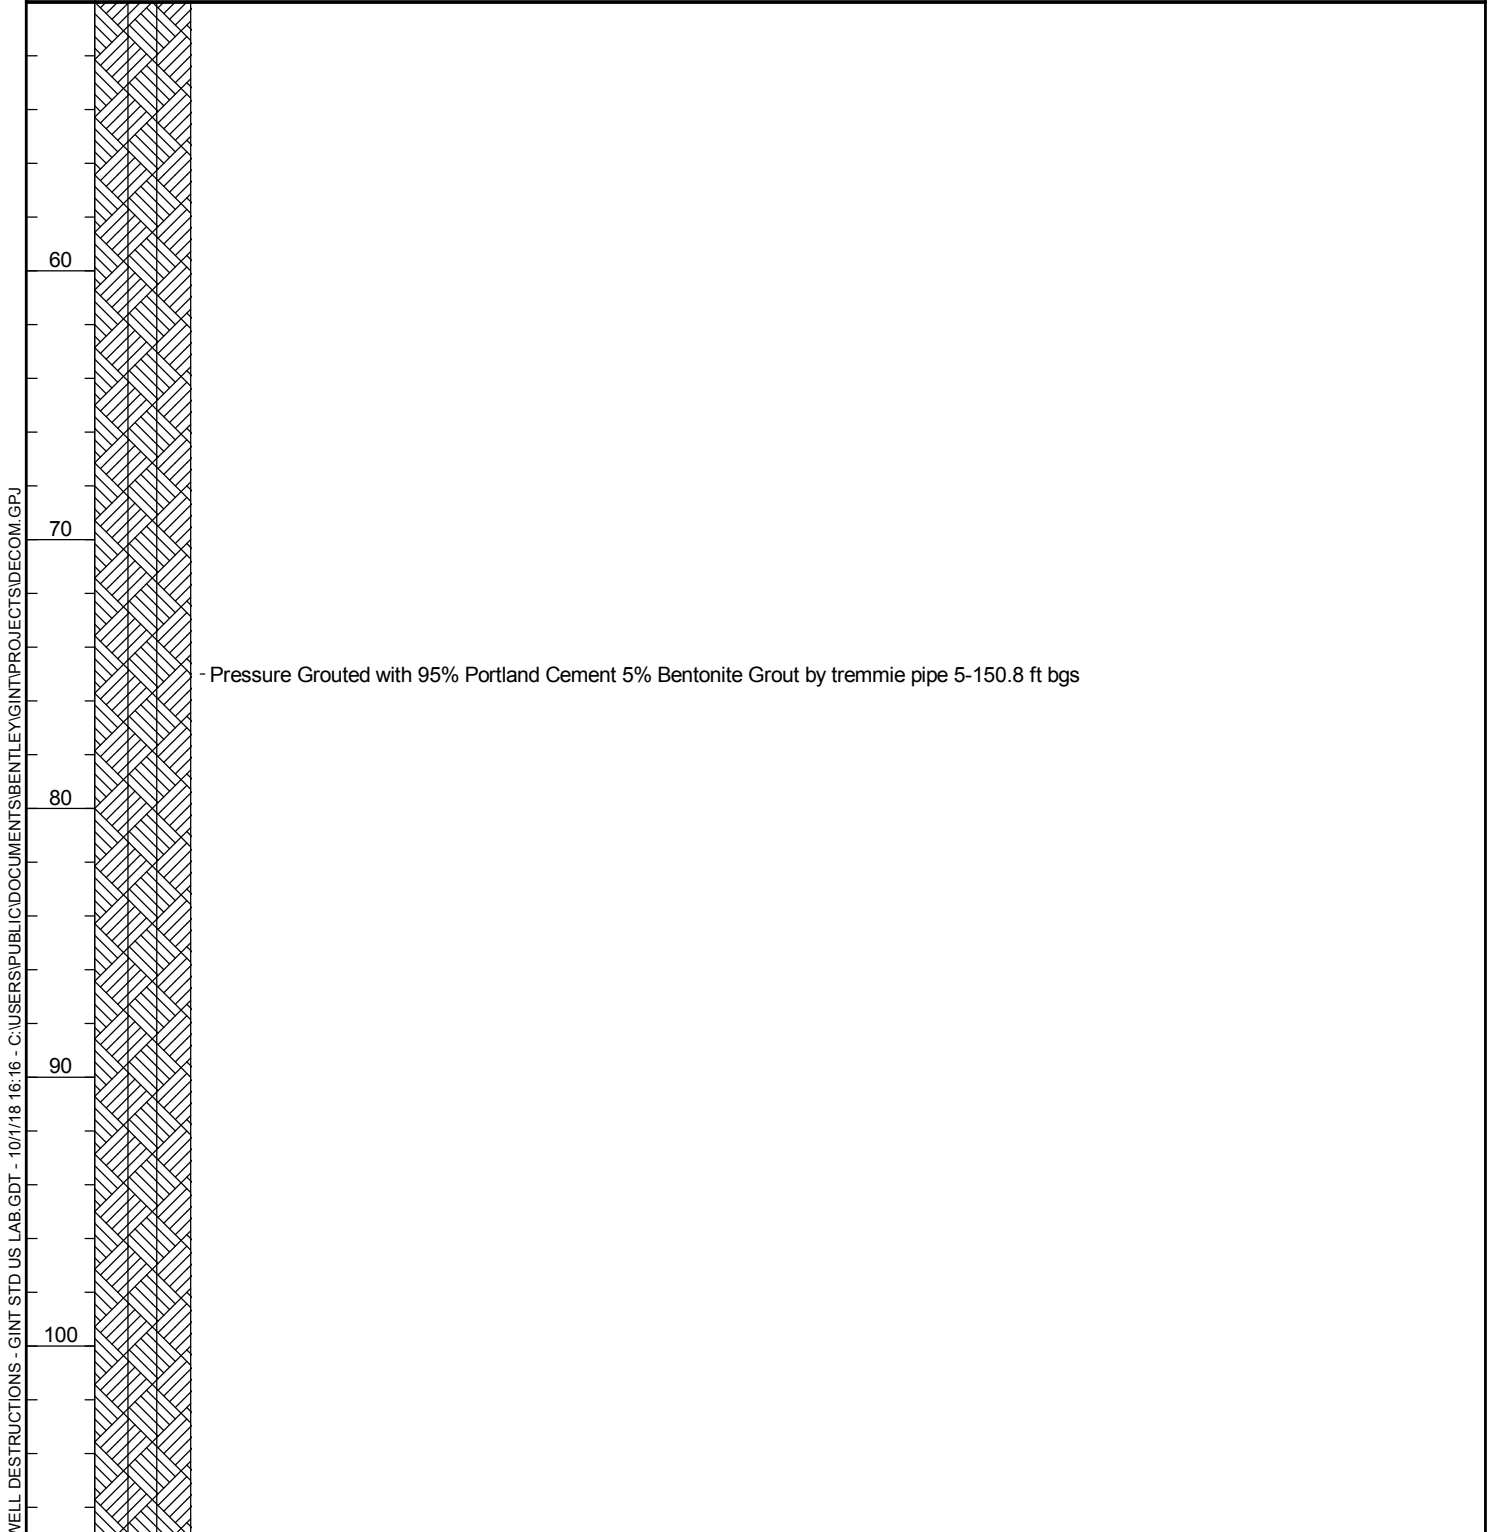 60
70
Pressure Grouted with 95% Portland Cement 5% Bentonite Grout by tremmie pipe 5-150.8 ft bgs
80
90
100
WELL DESTRUCTIONS - GINT STD US LAB.GDT - 10/1/18 16:16 - C:\USERS\PUBLIC\DOCUMENTS\BENTLEY\GINT\PROJECTS\DECOM.GPJ